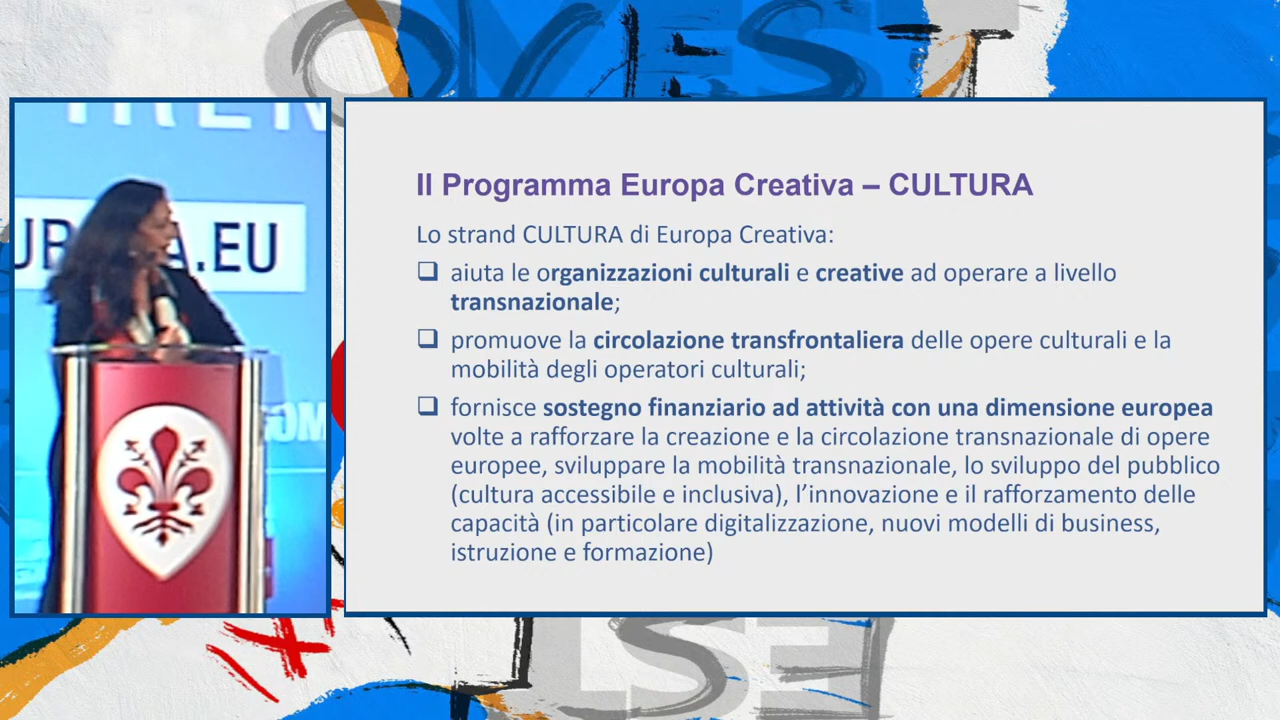 OVEST
IREN
.EU
OM
Il Programma Europa Creativa – CULTURA
Lo strand CULTURA di Europa Creativa:
aiuta le organizzazioni culturali e creative ad operare a livello
transnazionale;
promuove la circolazione transfrontaliera delle opere culturali e la
mobilità degli operatori culturali;
fornisce sostegno finanziario ad attività con una dimensione europea
volte a rafforzare la creazione e la circolazione transnazionale di opere
europee, sviluppare la mobilità transnazionale, lo sviluppo del pubblico
(cultura accessibile e inclusiva), l’innovazione e il rafforzamento delle
capacità (in particolare digitalizzazione, nuovi modelli di business,
istruzione e formazione)